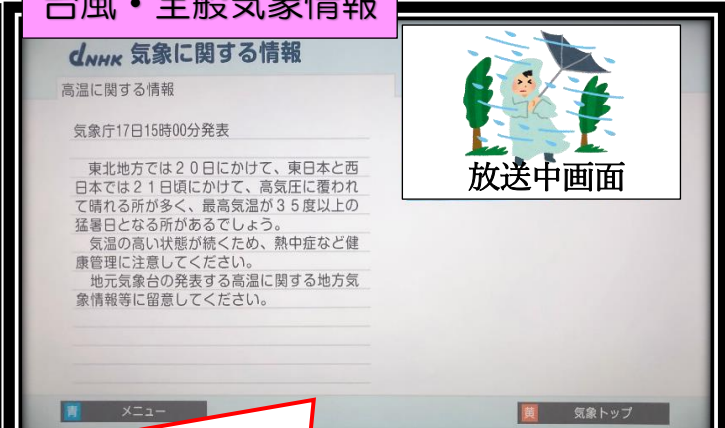 台風・全般気象情報
dNHK 気象に関する情報
高温に関する情報
気象庁17日15時00分発表
東北地方では２０日にかけて、東日本と西
日本では２１日頃にかけて、高気圧に覆われ
て晴れる所が多く、最高気温が３５度以上の
猛暑日となる所があるでしょう。
気温の高い状態が続くため、熱中症など健
康管理に注意してください。
地元気象台の発表する高温に関する地方気
象情報等に留意してください。
放送中画面
青 メニュー
黄 気象トップ